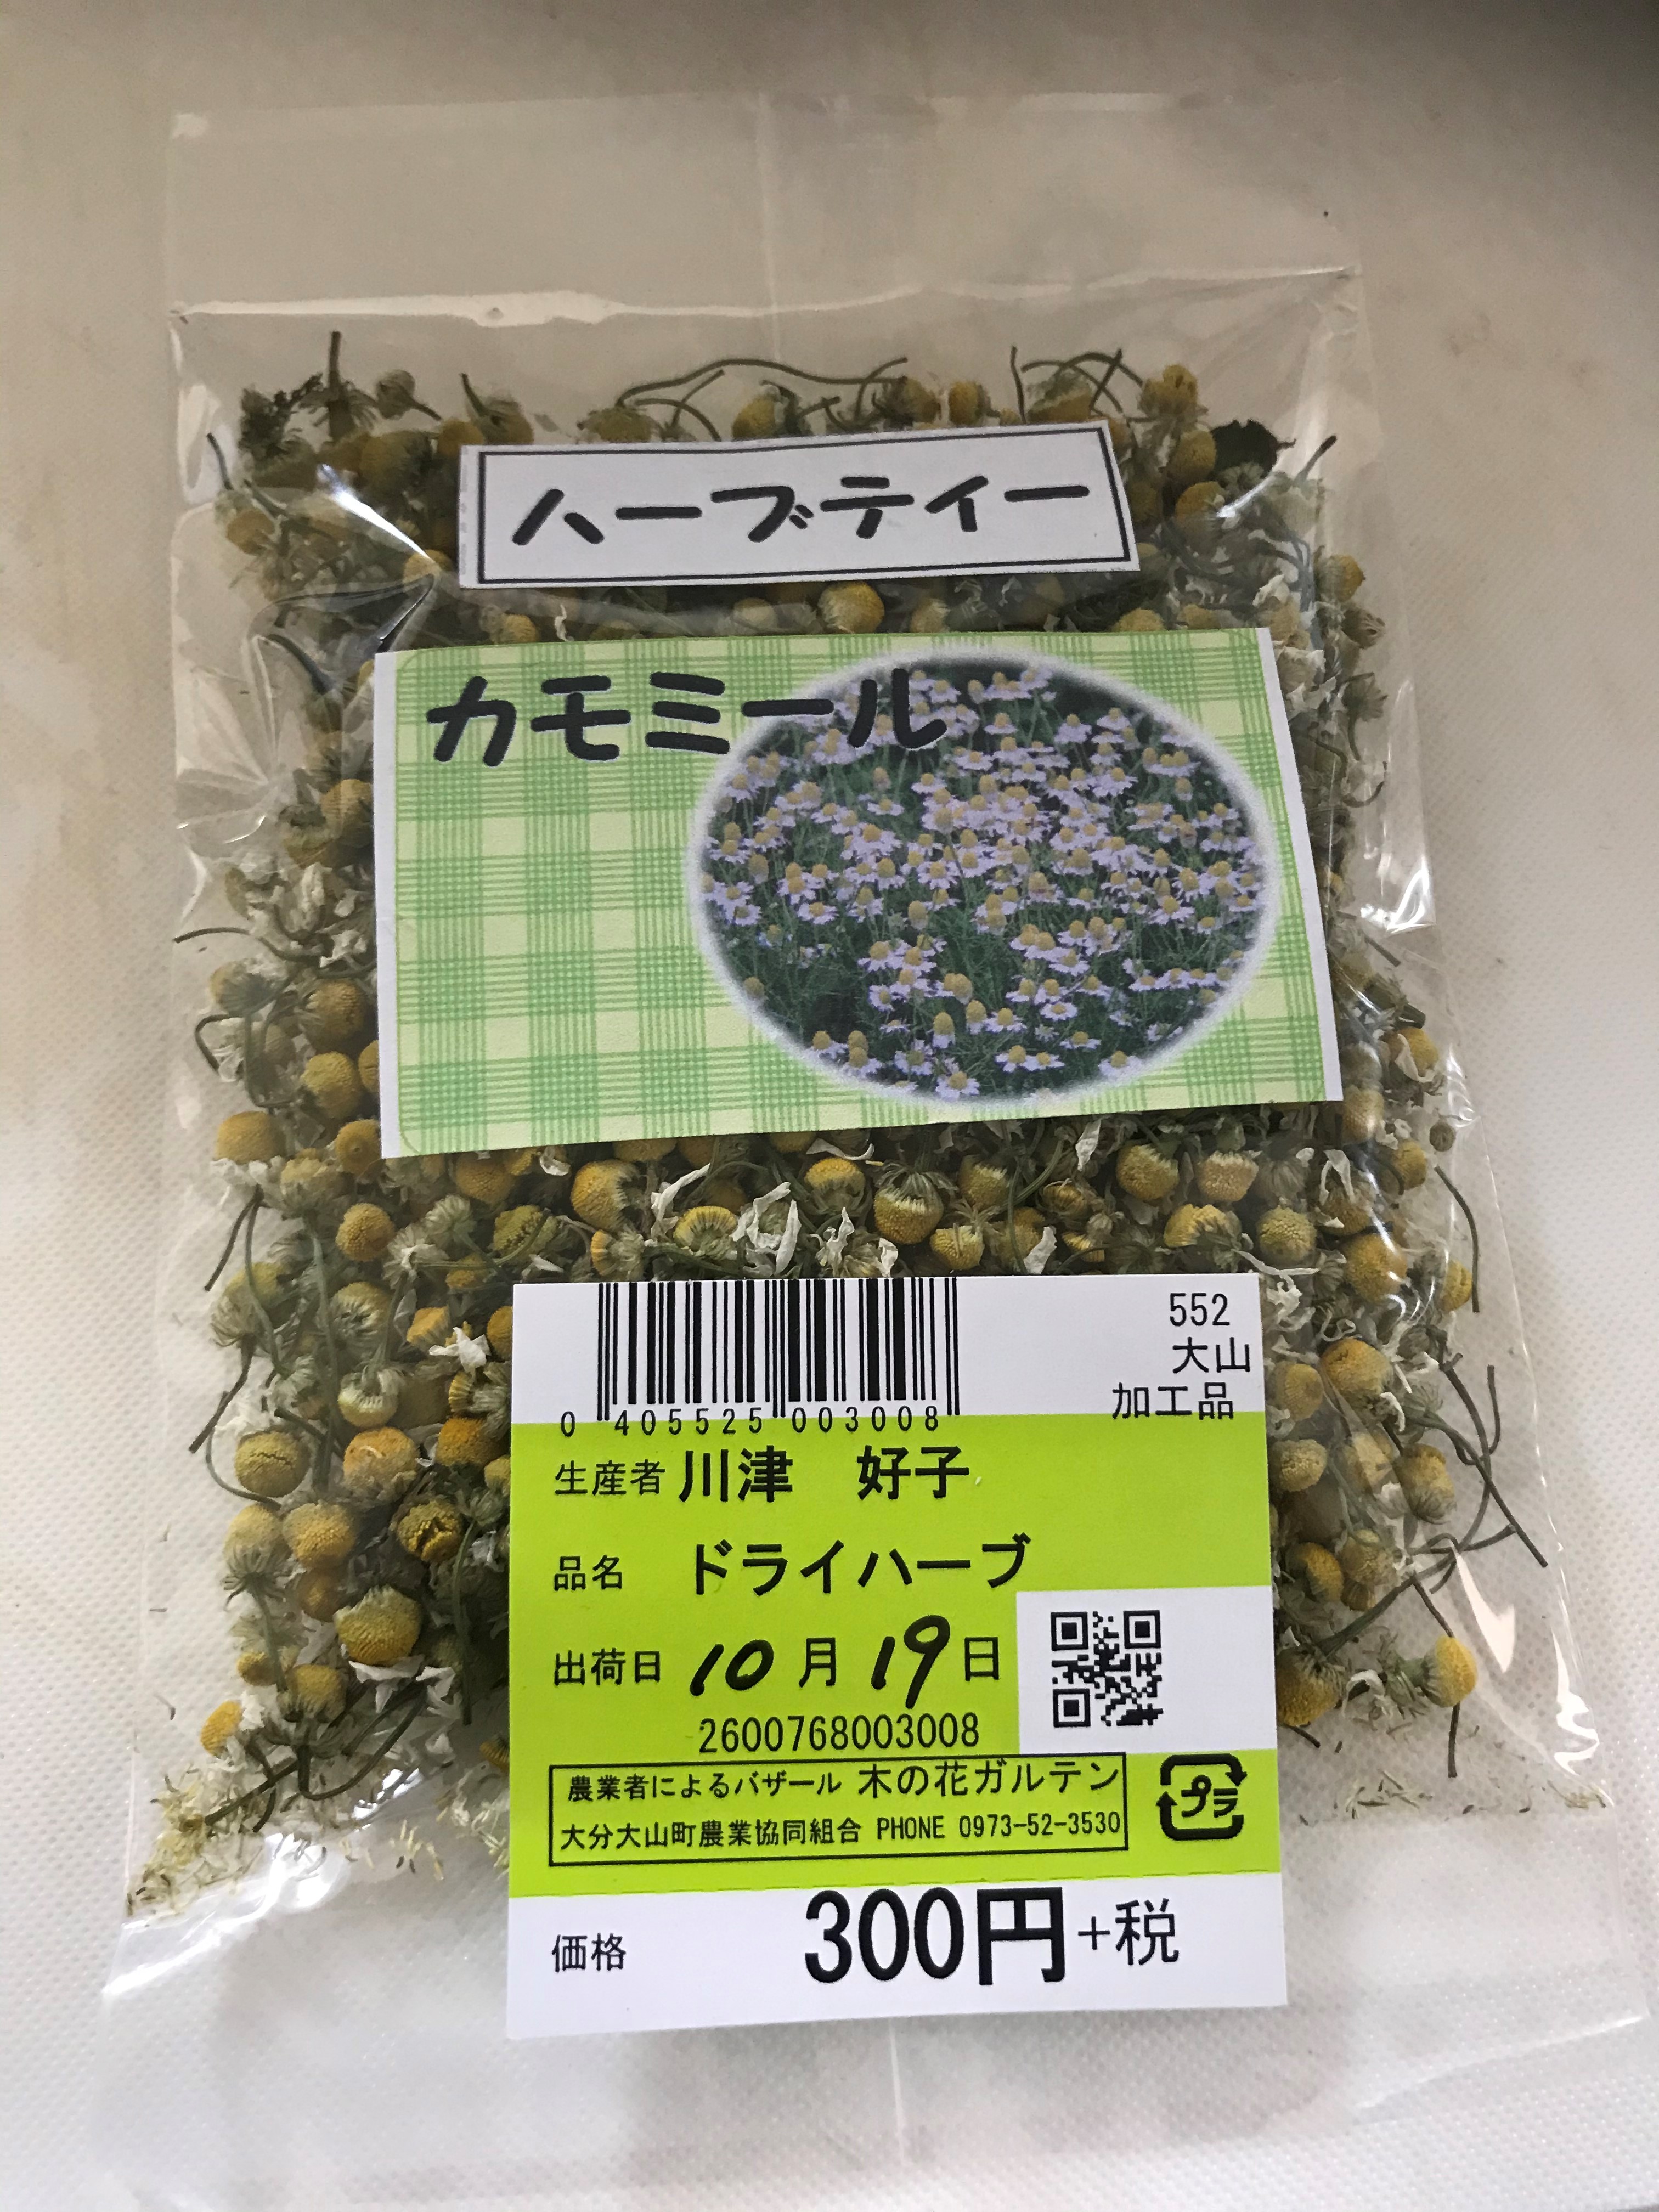 ハーブティー
カモミール
552
大山
加工品
0 405525 003008
生産者 川津 好子
品名 ドライハーブ
出荷日 10月19日
2600768003008
農業者によるバザール 木の花ガルテン
大分大山町農業協同組合 PHONE 0973-52-3530
プラ
価格 300円+税